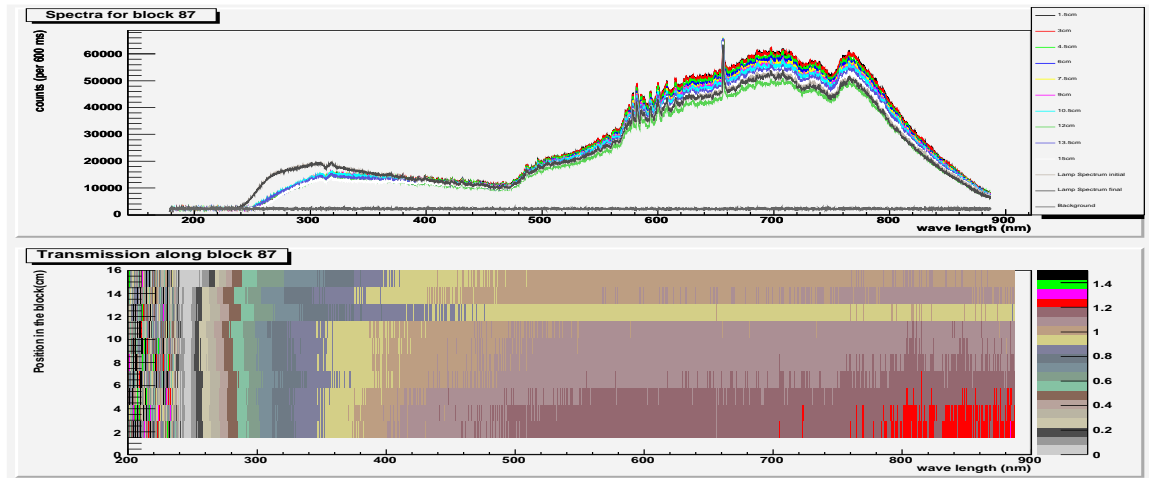 Spectra for block 87
counts (per 600 ms)
60000
50000
40000
30000
20000
10000
0
200 300 400 500 600 700 800 900
wave length (nm)
1.5cm
3cm
4.5cm
6cm
7.5cm
9cm
10.5cm
12cm
13.5cm
15cm
Lamp Spectrum initial
Lamp Spectrum final
Background
Transmission along block 87
Position in the block(cm)
16
14
12
10
8
6
4
2
0
200 300 400 500 600 700 800 900
wave length (nm)
1.4
1.2
1
0.8
0.6
0.4
0.2
0